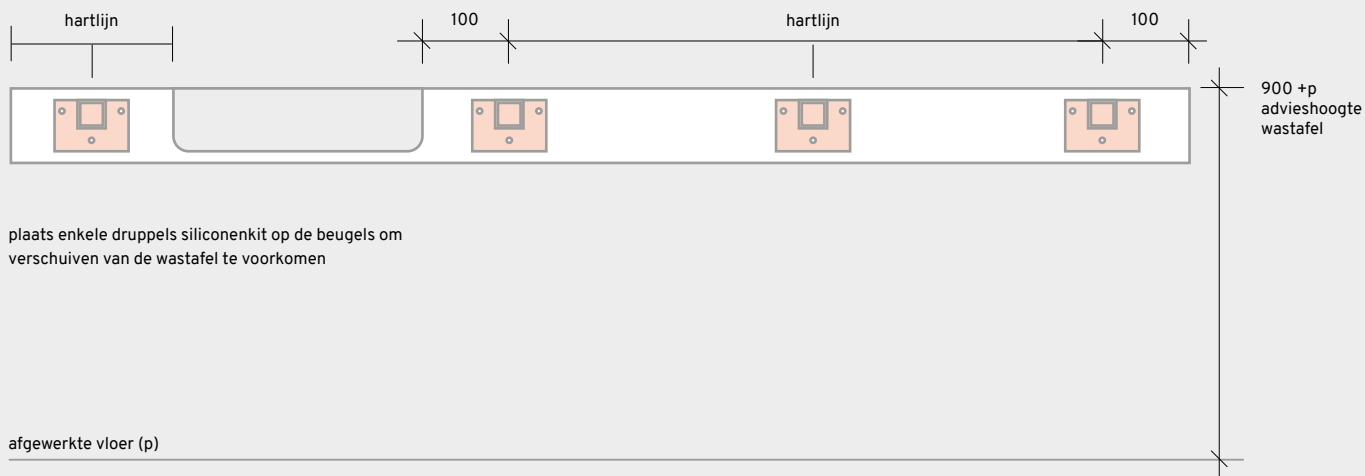 hartlijn
100
hartlijn
100
900 +p
advieshoogte
wastafel
plaats enkele druppels siliconenkit op de beugels om
verschuiven van de wastafel te voorkomen
afgewerkte vloer (p)